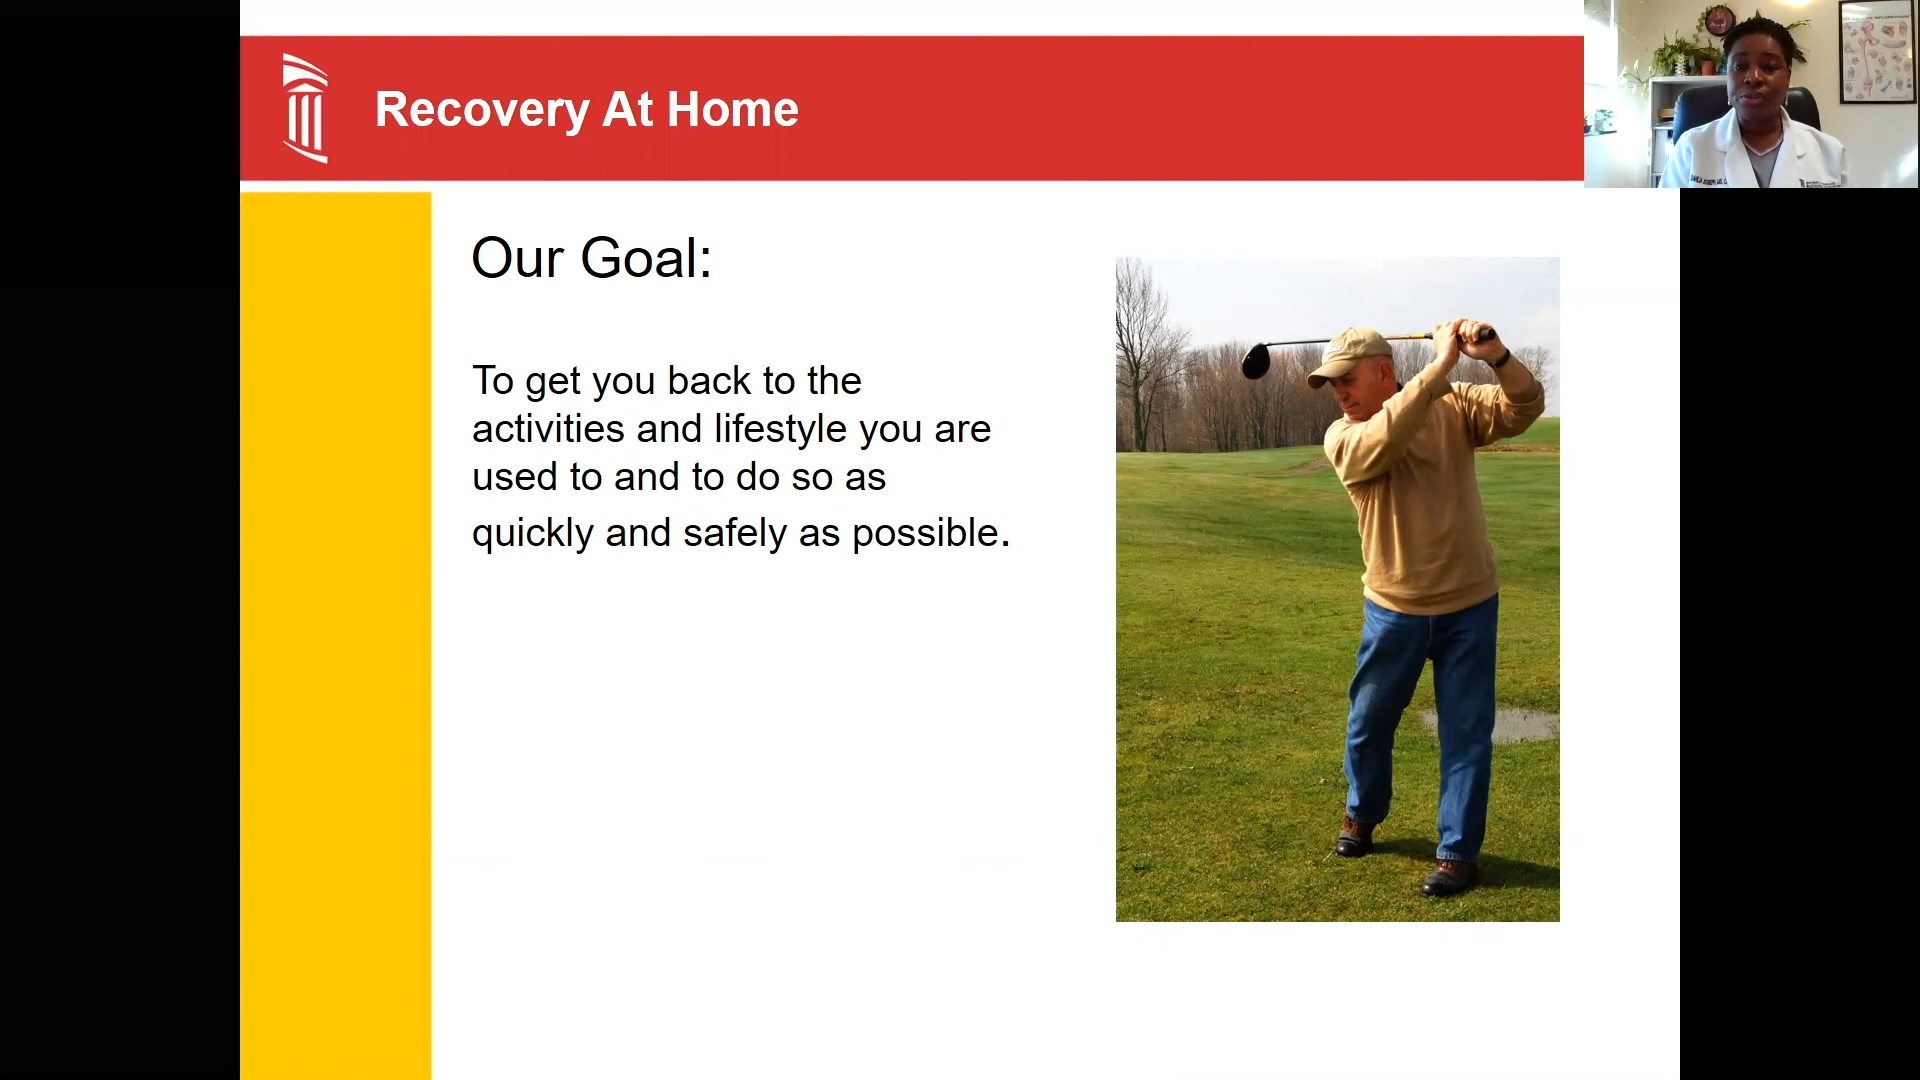 Recovery At Home
Our Goal:
To get you back to the
activities and lifestyle you are
used to and to do so as
quickly and safely as possible.